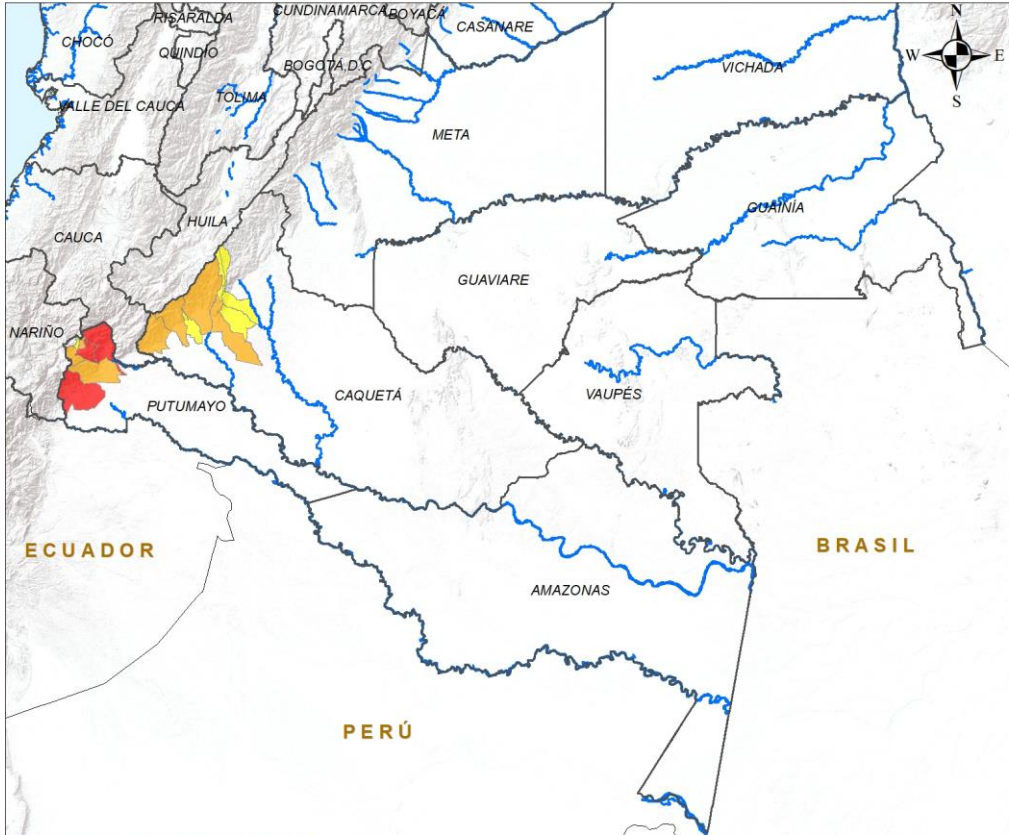 RISARALDA
CUNDINAMARCA
BOYACÁ
CASANARE
CHOCÓ
QUINDIO
BOGOTÁ D.C
VICHADA
N
W
E
S
VALLE DEL CAUCA
TOLIMA
META
HUILA
GUAINÍA
CAUCA
GUAVIARE
NARIÑO
PUTUMAYO
CAQUETÁ
VAUPÉS
ECUADOR
BRASIL
AMAZONAS
PERÚ